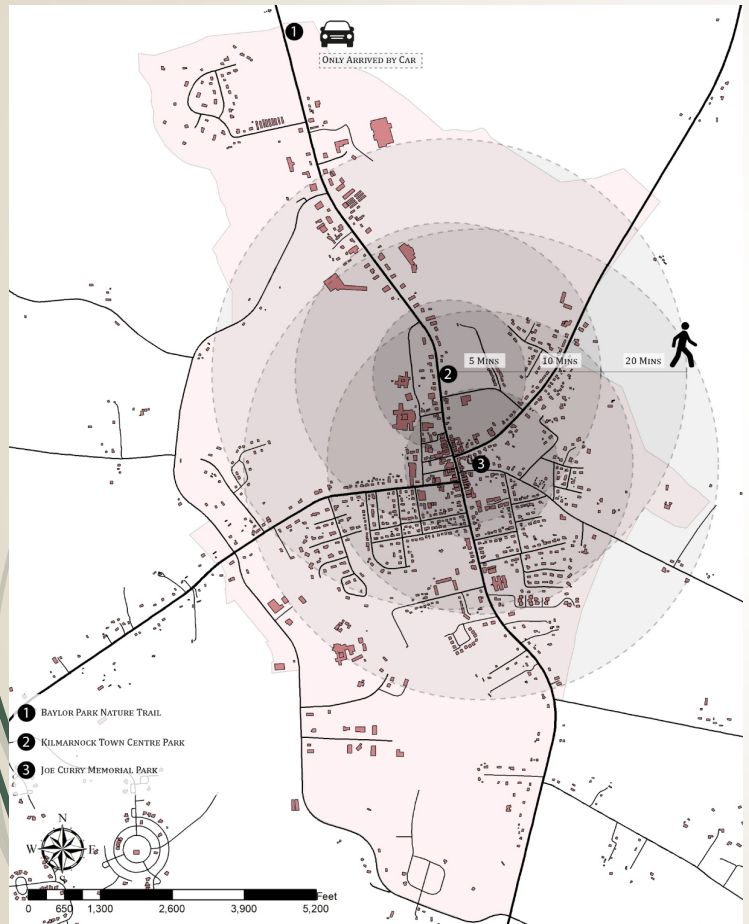 1
Only Arrived by Car
5 Mins
10 Mins
20 Mins
2
3
1 Baylor Park Nature Trail
2 Kilmarnock Town Centre Park
3 Joe Curry Memorial Park
N
W E
S
Feet
0 650 1,300 2,600 3,900 5,200